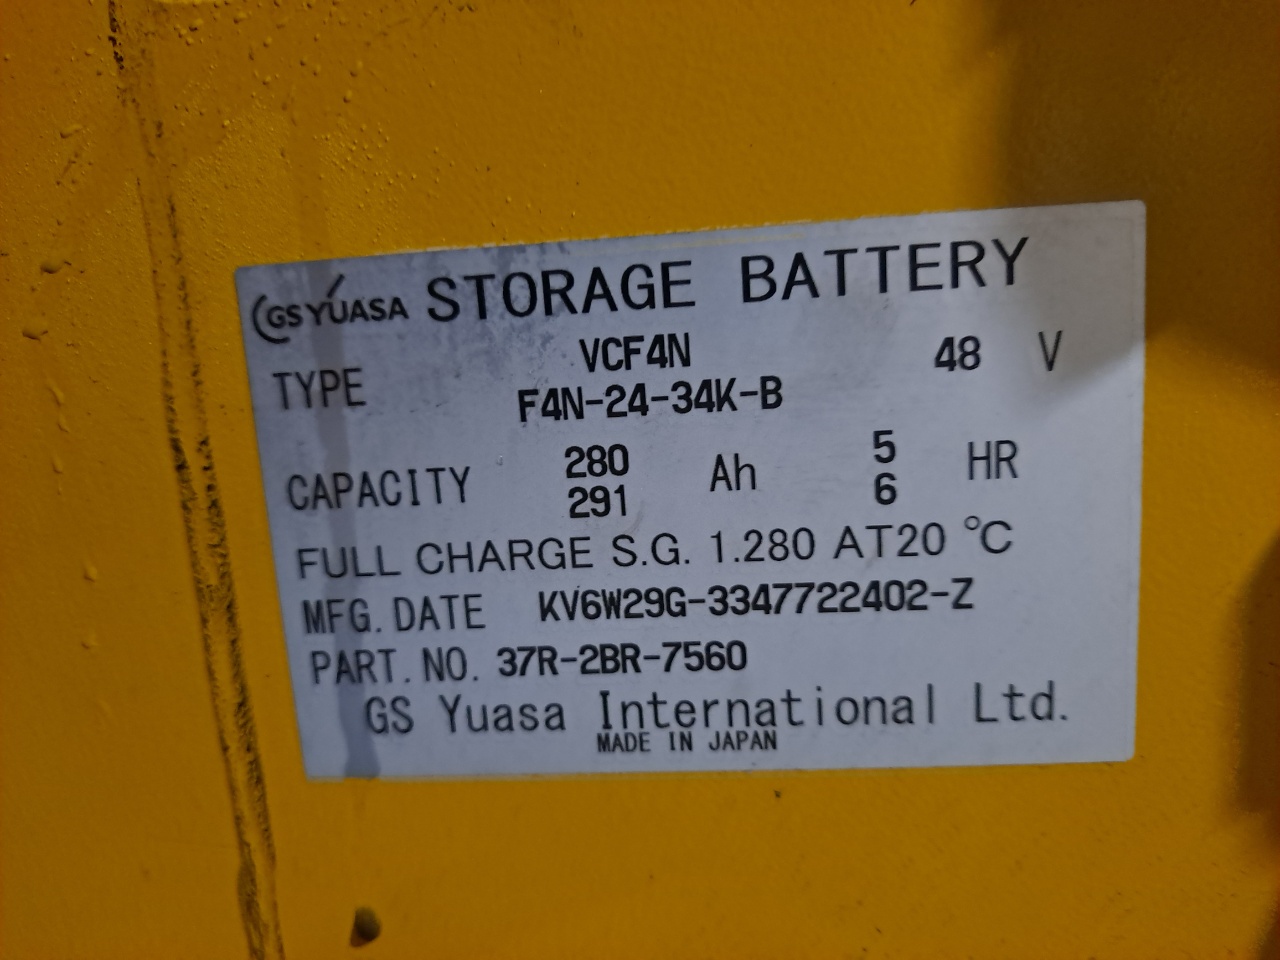 GS YUASA STORAGE BATTERY
TYPE VCF4N 48 V
F4N-24-34K-B
CAPACITY 280 Ah 5 HR
291 6
FULL CHARGE S.G. 1.280 AT20 °C
MFG. DATE KV6W29G-3347722402-Z
PART. NO. 37R-2BR-7560
GS Yuasa International Ltd.
MADE IN JAPAN